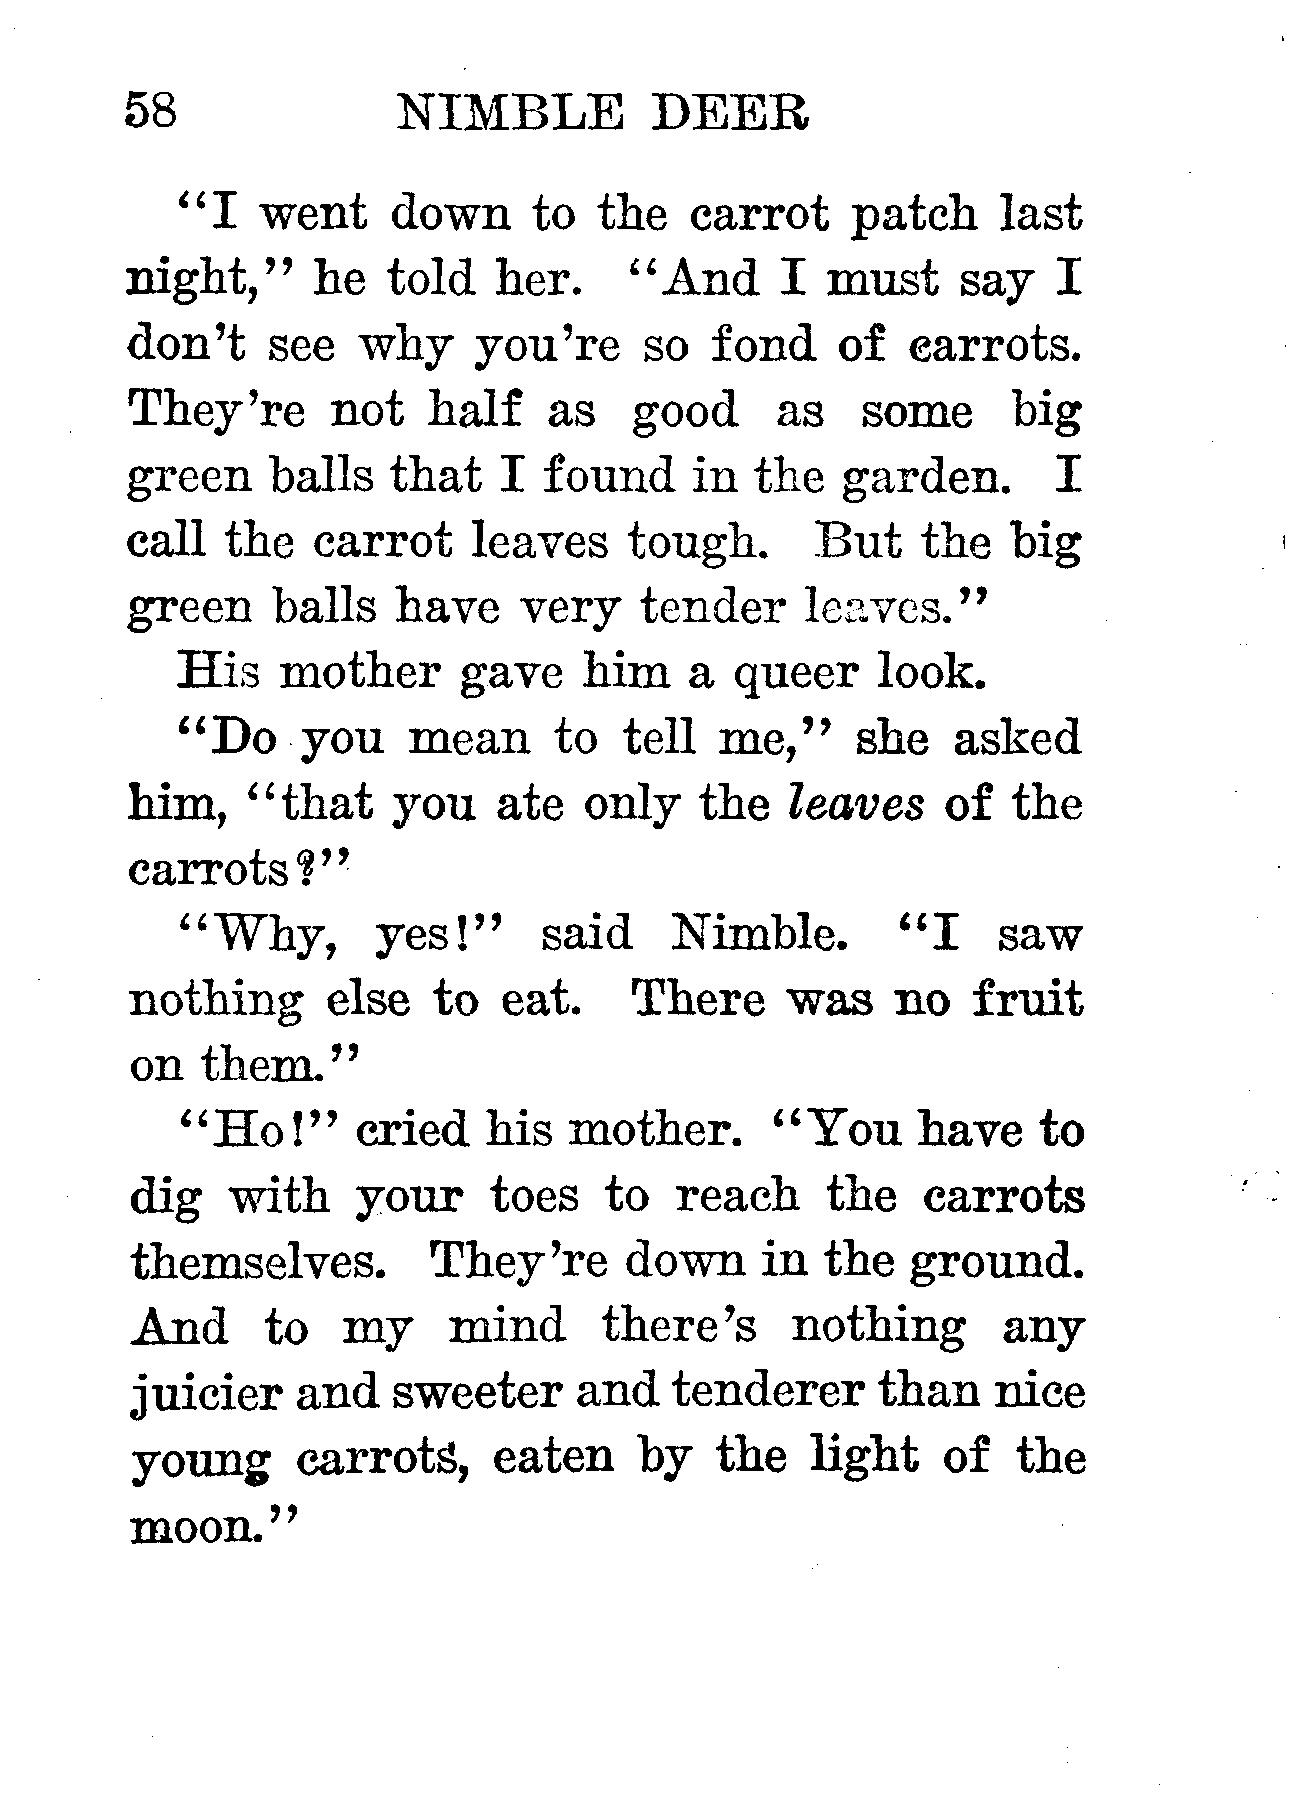 58 NIMBLE DEER
"I went down to the carrot patch last
night," he told her. "And I must say I
don't see why you're so fond of carrots.
They're not half as good as some big
green balls that I found in the garden. I
call the carrot leaves tough. But the big
green balls have very tender leaves."
His mother gave him a queer look.
"Do you mean to tell me," she asked
him, "that you ate only the leaves of the
carrots?"
"Why, yes!" said Nimble. "I saw
nothing else to eat. There was no fruit
on them."
"Ho!" cried his mother. "You have to
dig with your toes to reach the carrots
themselves. They're down in the ground.
And to my mind there's nothing any
juicier and sweeter and tenderer than nice
young carrots, eaten by the light of the
moon."